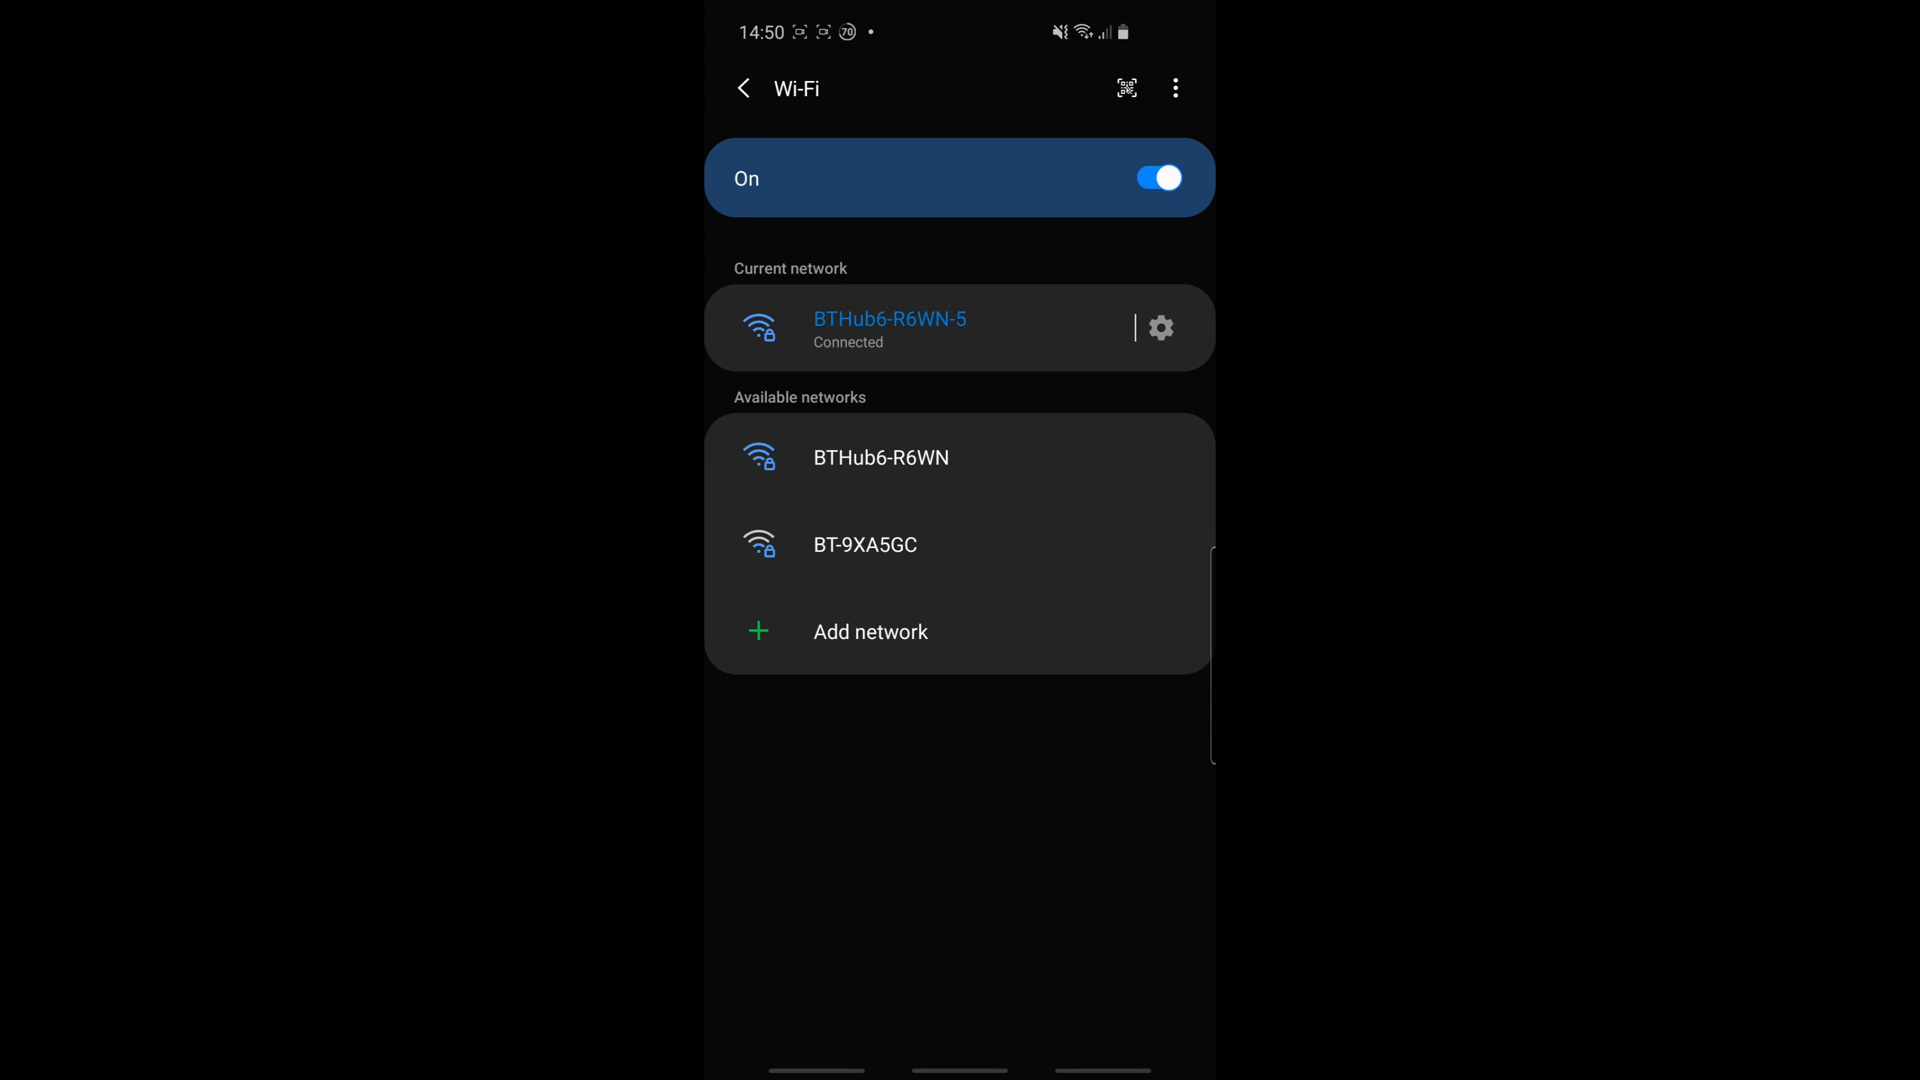 14:50 70
Wi-Fi
On
Current network
BTHub6-R6WN-5
Connected
Available networks
BTHub6-R6WN
BT-9XA5GC
Add network